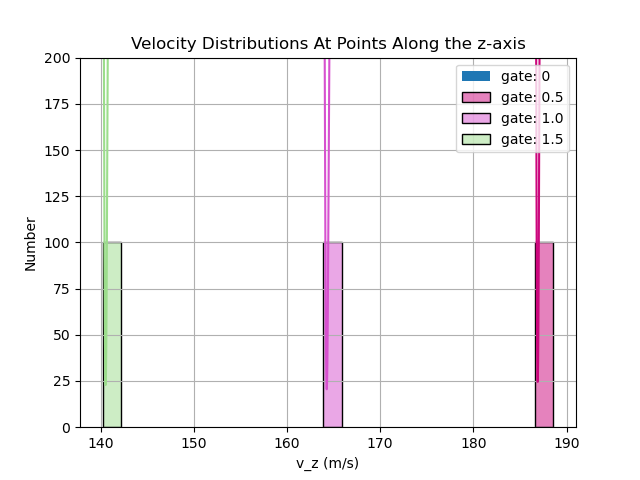 Velocity Distributions At Points Along the z-axis
200
175
150
125
100
75
50
25
0
Number
gate: 0
gate: 0.5
gate: 1.0
gate: 1.5
140
150
160
170
180
190
v_z (m/s)